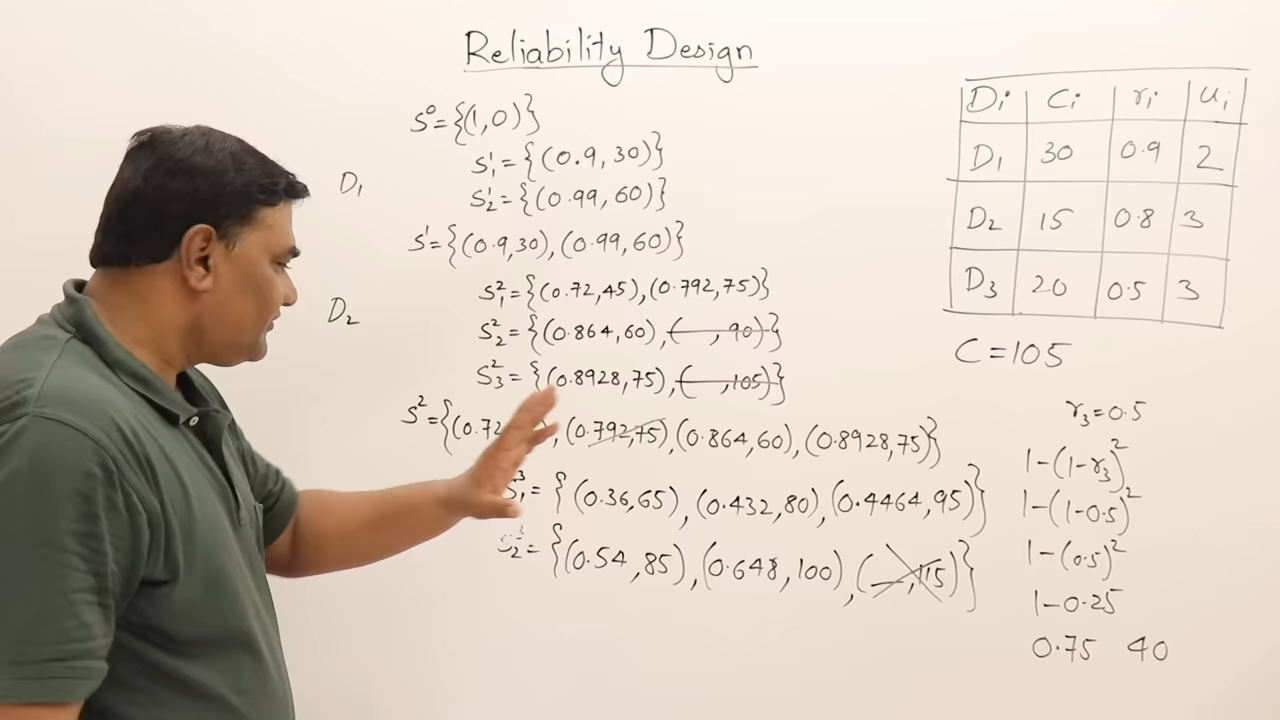 Reliability Design
S⁰={(1,0)}
S¹₁={(0.9,30)}
D₁
S¹₂={(0.99,60)}
S¹={(0.9,30),(0.99,60)}
S²₁={(0.72,45),(0.792,75)}
D₂
S²₂={(0.864,60),( ,90)}
S²₃={(0.8928,75),( ,105)}
S²={(0.72 ,(0.792,75),(0.864,60),(0.8928,75)}
S³₁={(0.36,65),(0.432,80),(0.4464,95)}
S³₂={(0.54,85),(0.648,100),( ,115)}
Di Ci ri ui
D₁ 30 0.9 2
D₂ 15 0.8 3
D₃ 20 0.5 3
C=105
r₃=0.5
1-(1-r₃)²
1-(1-0.5)²
1-(0.5)²
1-0.25
0.75 40